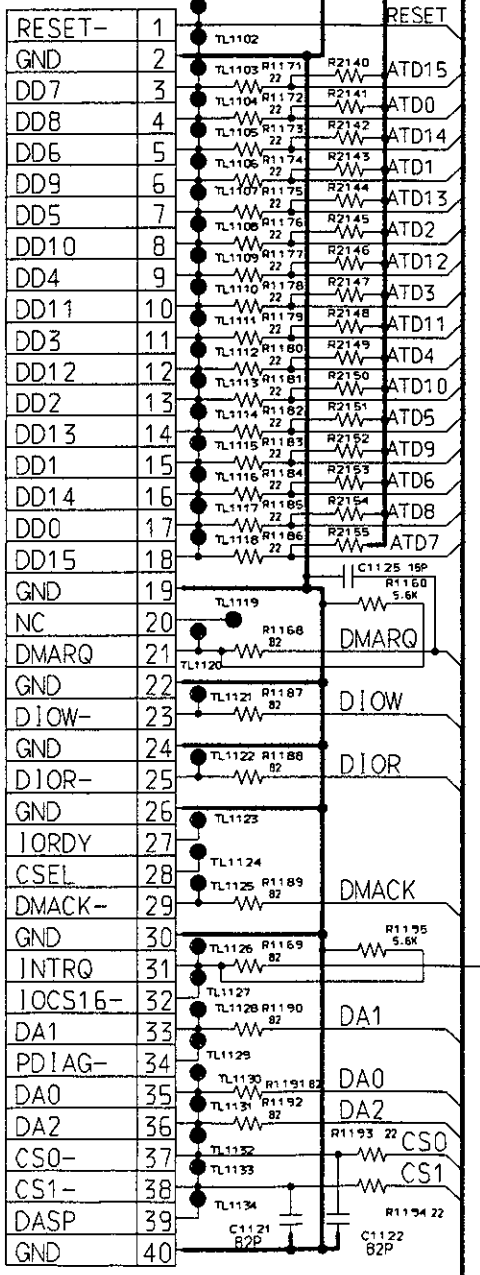 RESET- 1 RESET
TL1102
GND 2
TL1103 R1171 22 R2140 ATD15
DD7 3
TL1104 R1172 22 R2141 ATD0
DD8 4
TL1105 R1173 22 R2142 ATD14
DD6 5
TL1106 R1174 22 R2143 ATD1
DD9 6
TL1107 R1175 22 R2144 ATD13
DD5 7
TL1108 R1176 22 R2145 ATD2
DD10 8
TL1109 R1177 22 R2146 ATD12
DD4 9
TL1110 R1178 22 R2147 ATD3
DD11 10
TL1111 R1179 22 R2148 ATD11
DD3 11
TL1112 R1180 22 R2149 ATD4
DD12 12
TL1113 R1181 22 R2150 ATD10
DD2 13
TL1114 R1182 22 R2151 ATD5
DD13 14
TL1115 R1183 22 R2152 ATD9
DD1 15
TL1116 R1184 22 R2153 ATD6
DD14 16
TL1117 R1185 22 R2154 ATD8
DD0 17
TL1118 R1186 22 R2155 ATD7
DD15 18
C1125 16P
GND 19 R1160 5.6K
TL1119
NC 20
R1168 82 DMARQ
DMARQ 21
TL1120
GND 22
TL1121 R1187 82 DIOW
DIOW- 23
GND 24
TL1122 R1188 82 DIOR
DIOR- 25
GND 26
TL1123
IORDY 27
TL1124
CSEL 28
TL1125 R1189 82 DMACK
DMACK- 29
GND 30 R1195 5.6K
TL1126 R1169 82
INTRQ 31
TL1127
IOCS16- 32
TL1128 R1190 82 DA1
DA1 33
TL1129
PDIAG- 34
TL1130 R1191 82 DA0
DA0 35
TL1131 R1192 82 DA2
DA2 36
TL1132 R1193 22 CS0
CS0- 37
TL1133 CS1
CS1- 38
TL1134 R1194 22
DASP 39
C1121 82P C1122 82P
GND 40